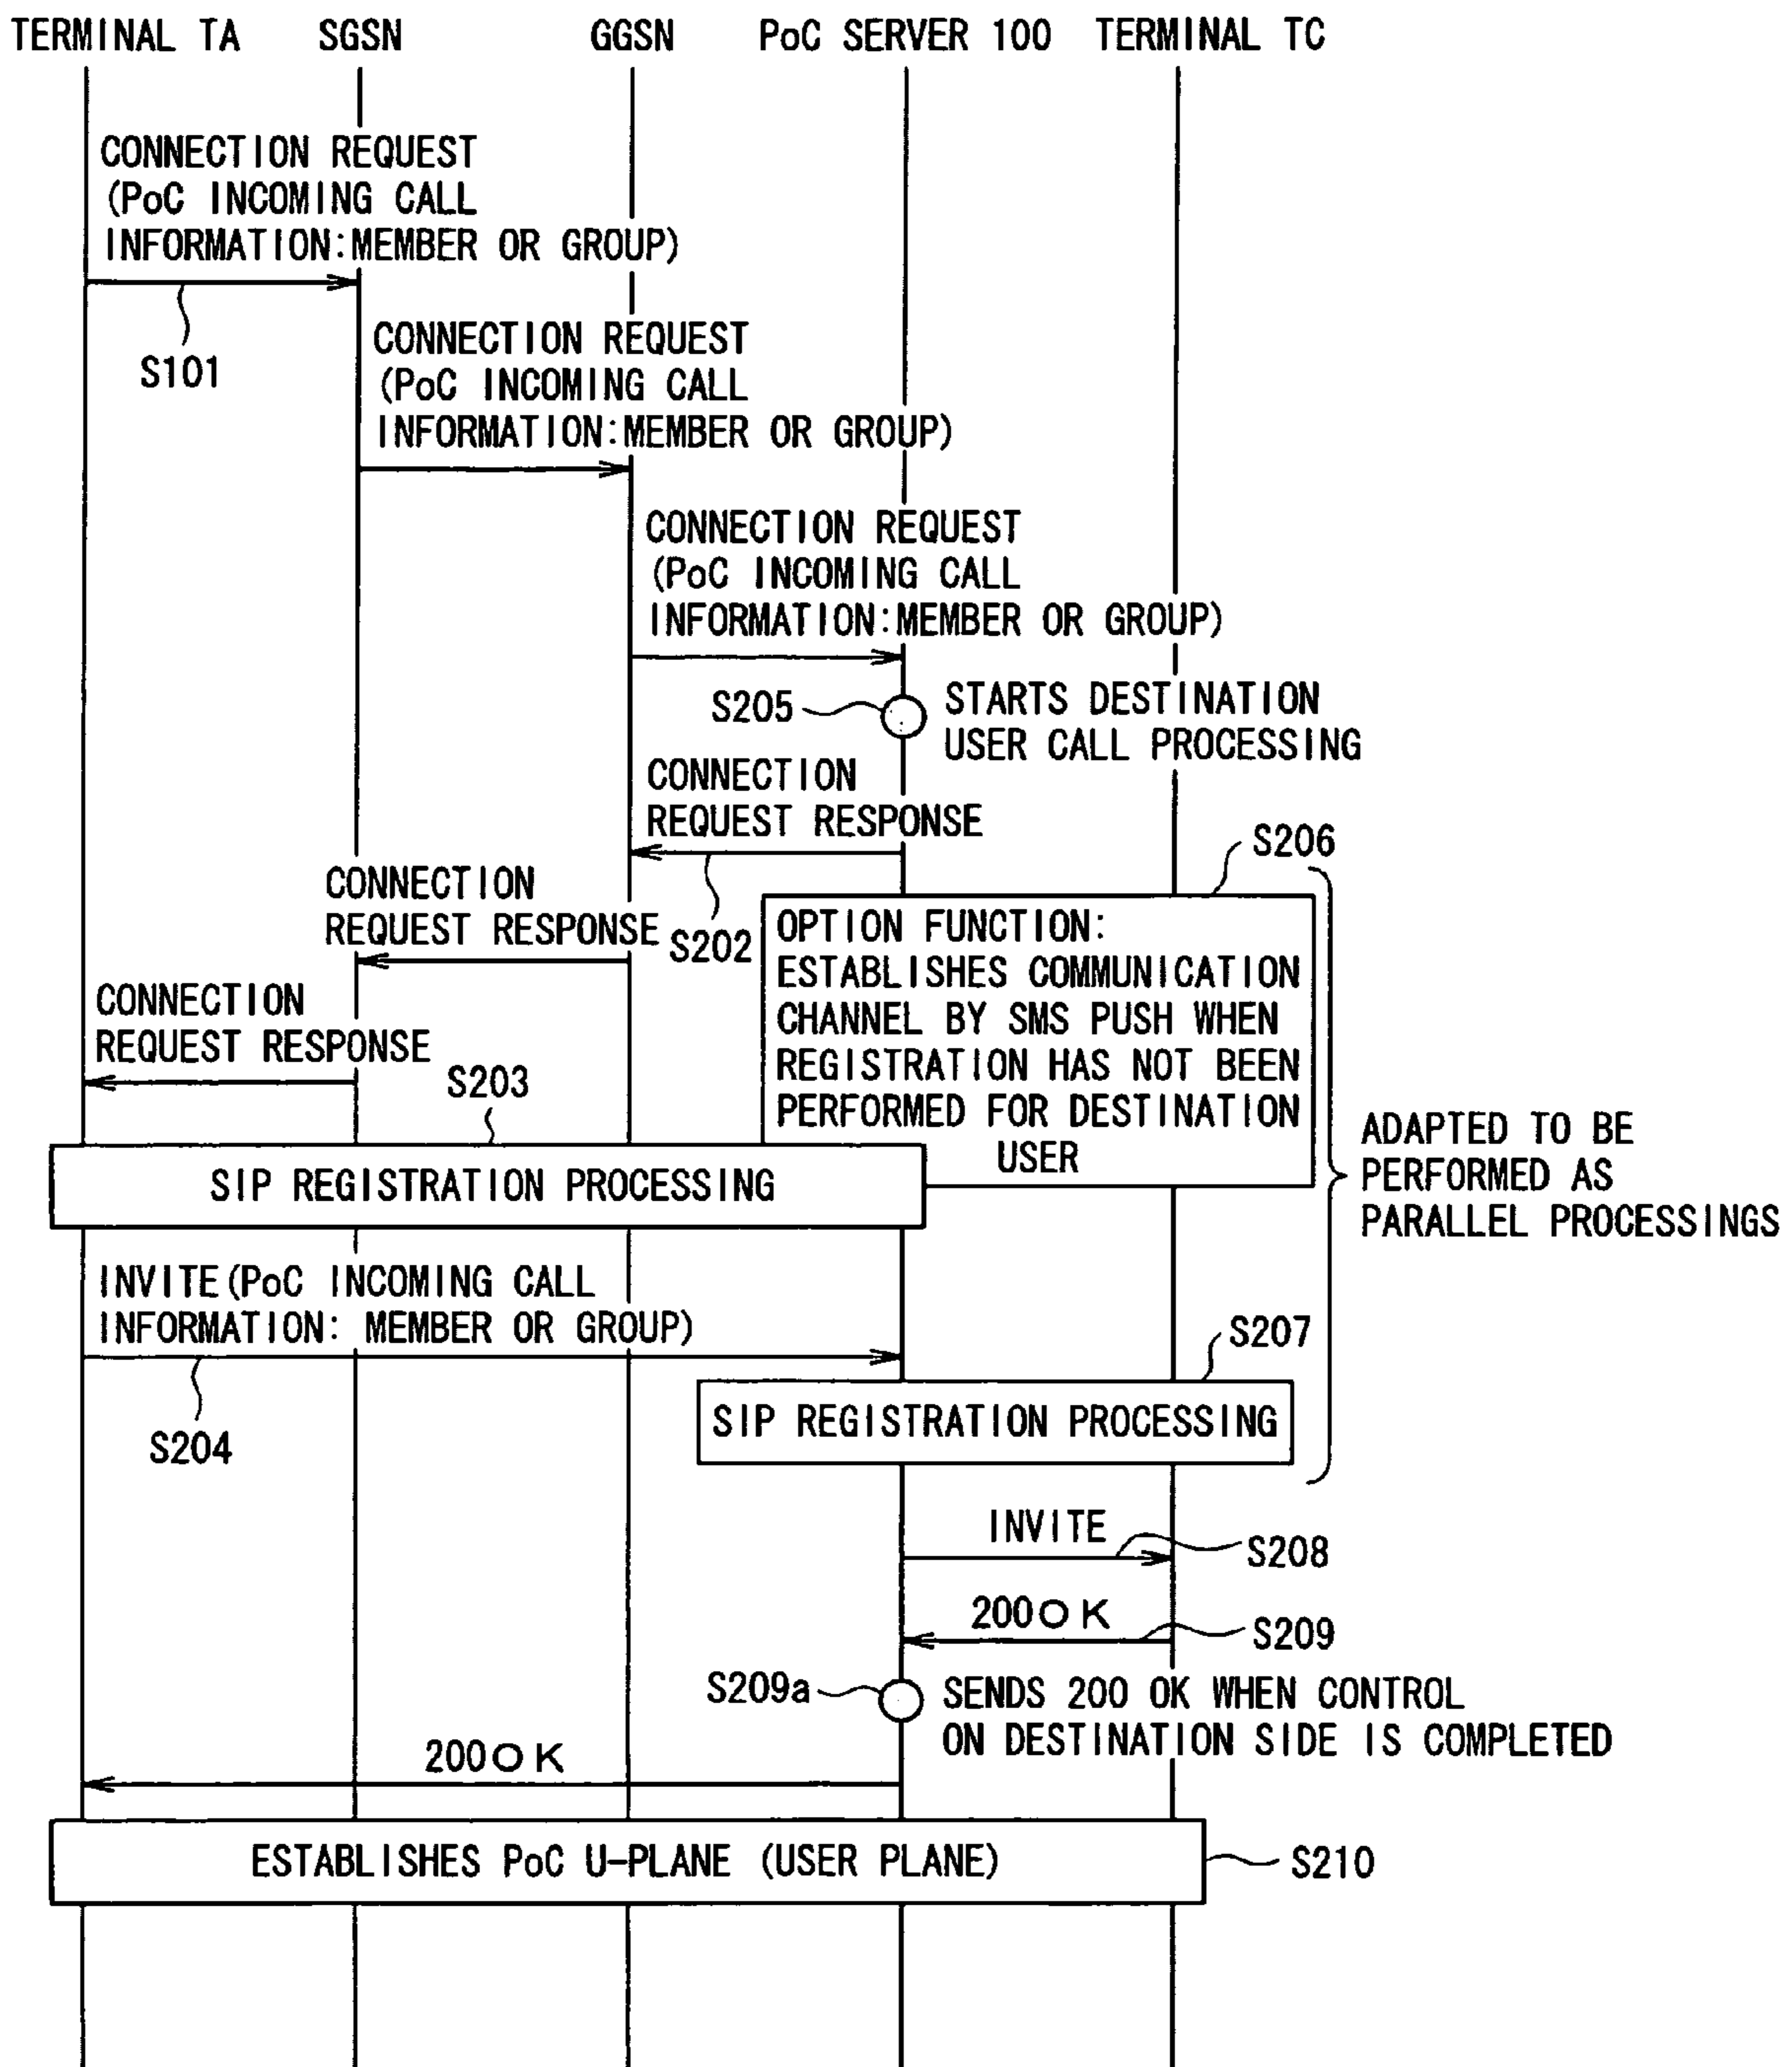 TERMINAL TA
SGSN
GGSN
PoC SERVER 100
TERMINAL TC
CONNECTION REQUEST
(PoC INCOMING CALL
INFORMATION:MEMBER OR GROUP)
S101
CONNECTION REQUEST
(PoC INCOMING CALL
INFORMATION:MEMBER OR GROUP)
CONNECTION REQUEST
(PoC INCOMING CALL
INFORMATION:MEMBER OR GROUP)
S205
STARTS DESTINATION
USER CALL PROCESSING
CONNECTION
REQUEST RESPONSE
S202
S206
CONNECTION
REQUEST RESPONSE
OPTION FUNCTION:
ESTABLISHES COMMUNICATION
CHANNEL BY SMS PUSH WHEN
REGISTRATION HAS NOT BEEN
PERFORMED FOR DESTINATION
USER
CONNECTION
REQUEST RESPONSE
S203
SIP REGISTRATION PROCESSING
ADAPTED TO BE
PERFORMED AS
PARALLEL PROCESSINGS
INVITE(PoC INCOMING CALL
INFORMATION: MEMBER OR GROUP)
S204
S207
SIP REGISTRATION PROCESSING
INVITE
S208
200OK
S209
S209a
SENDS 200 OK WHEN CONTROL
ON DESTINATION SIDE IS COMPLETED
200OK
ESTABLISHES PoC U-PLANE (USER PLANE)
S210